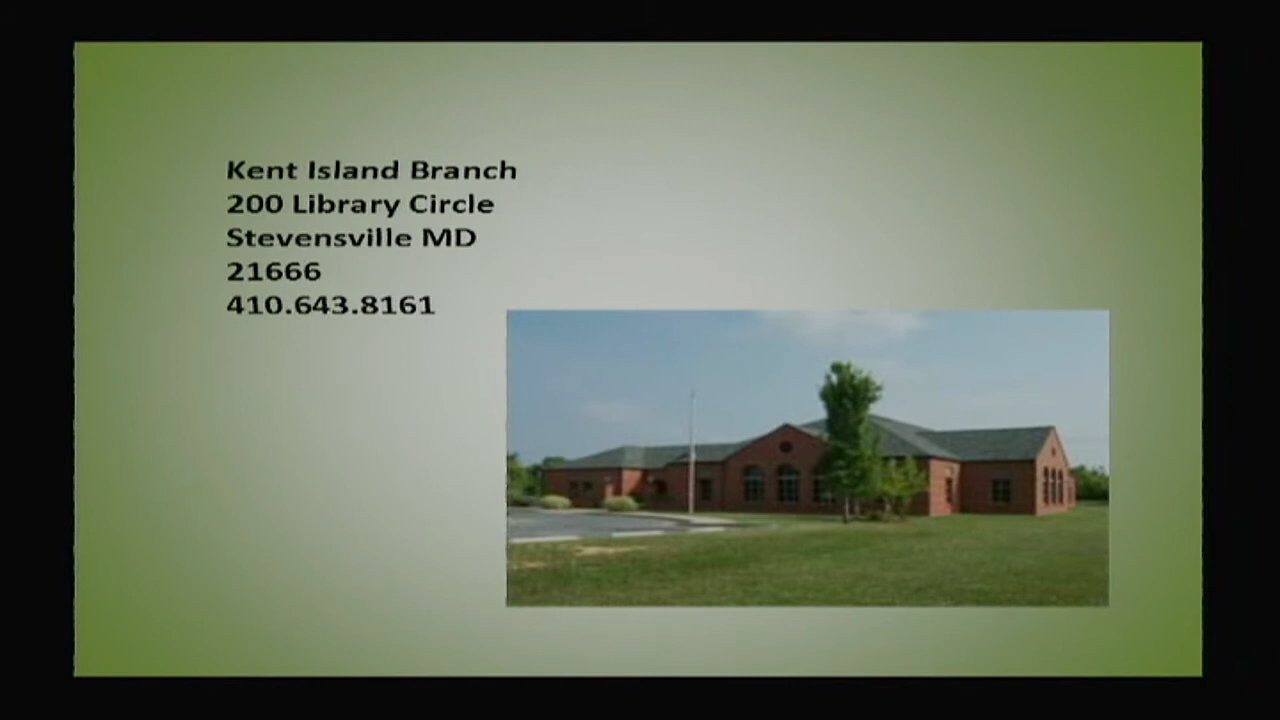 Kent Island Branch
200 Library Circle
Stevensville MD
21666
410.643.8161